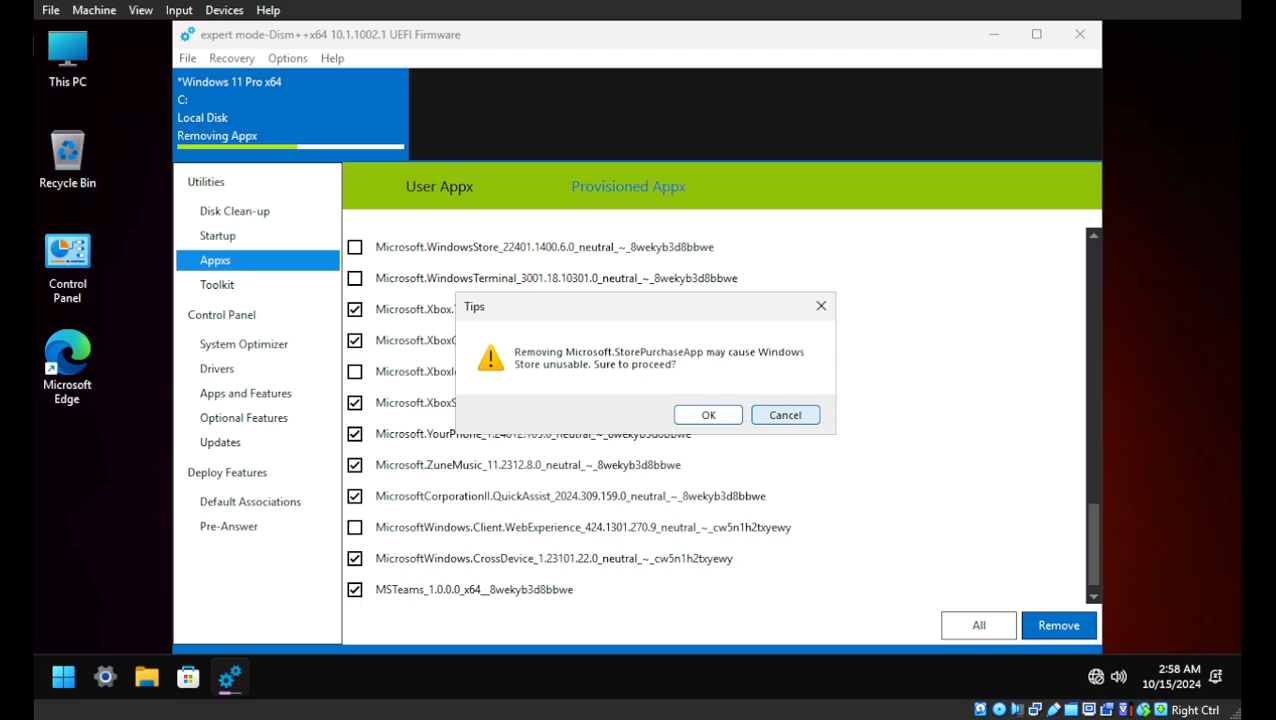 File Machine View Input Devices Help
expert mode-Dism++x64 10.1.1002.1 UEFI Firmware
File Recovery Options Help
This PC
Recycle Bin
Control
Panel
Microsoft
Edge
*Windows 11 Pro x64
C:
Local Disk
Removing Appx
Utilities
Disk Clean-up
Startup
Appxs
Toolkit
Control Panel
System Optimizer
Drivers
Apps and Features
Optional Features
Updates
Deploy Features
Default Associations
Pre-Answer
User Appx Provisioned Appx
Microsoft.WindowsStore_22401.1400.6.0_neutral_~_8wekyb3d8bbwe
Microsoft.WindowsTerminal_3001.18.10301.0_neutral_~_8wekyb3d8bbwe
Microsoft.Xbox.
Microsoft.Xbox
Microsoft.Xbox
Microsoft.XboxS
Microsoft.YourPhone_1.24012.105.0_neutral_~_8wekyb3d8bbwe
Microsoft.ZuneMusic_11.2312.8.0_neutral_~_8wekyb3d8bbwe
MicrosoftCorporationII.QuickAssist_2024.309.159.0_neutral_~_8wekyb3d8bbwe
MicrosoftWindows.Client.WebExperience_424.1301.270.9_neutral_~_cw5n1h2txyewy
MicrosoftWindows.CrossDevice_1.23101.22.0_neutral_~_cw5n1h2txyewy
MSTeams_1.0.0.0_x64__8wekyb3d8bbwe
Tips
Removing Microsoft.StorePurchaseApp may cause Windows
Store unusable. Sure to proceed?
OK Cancel
All Remove
2:58 AM
10/15/2024
Right Ctrl